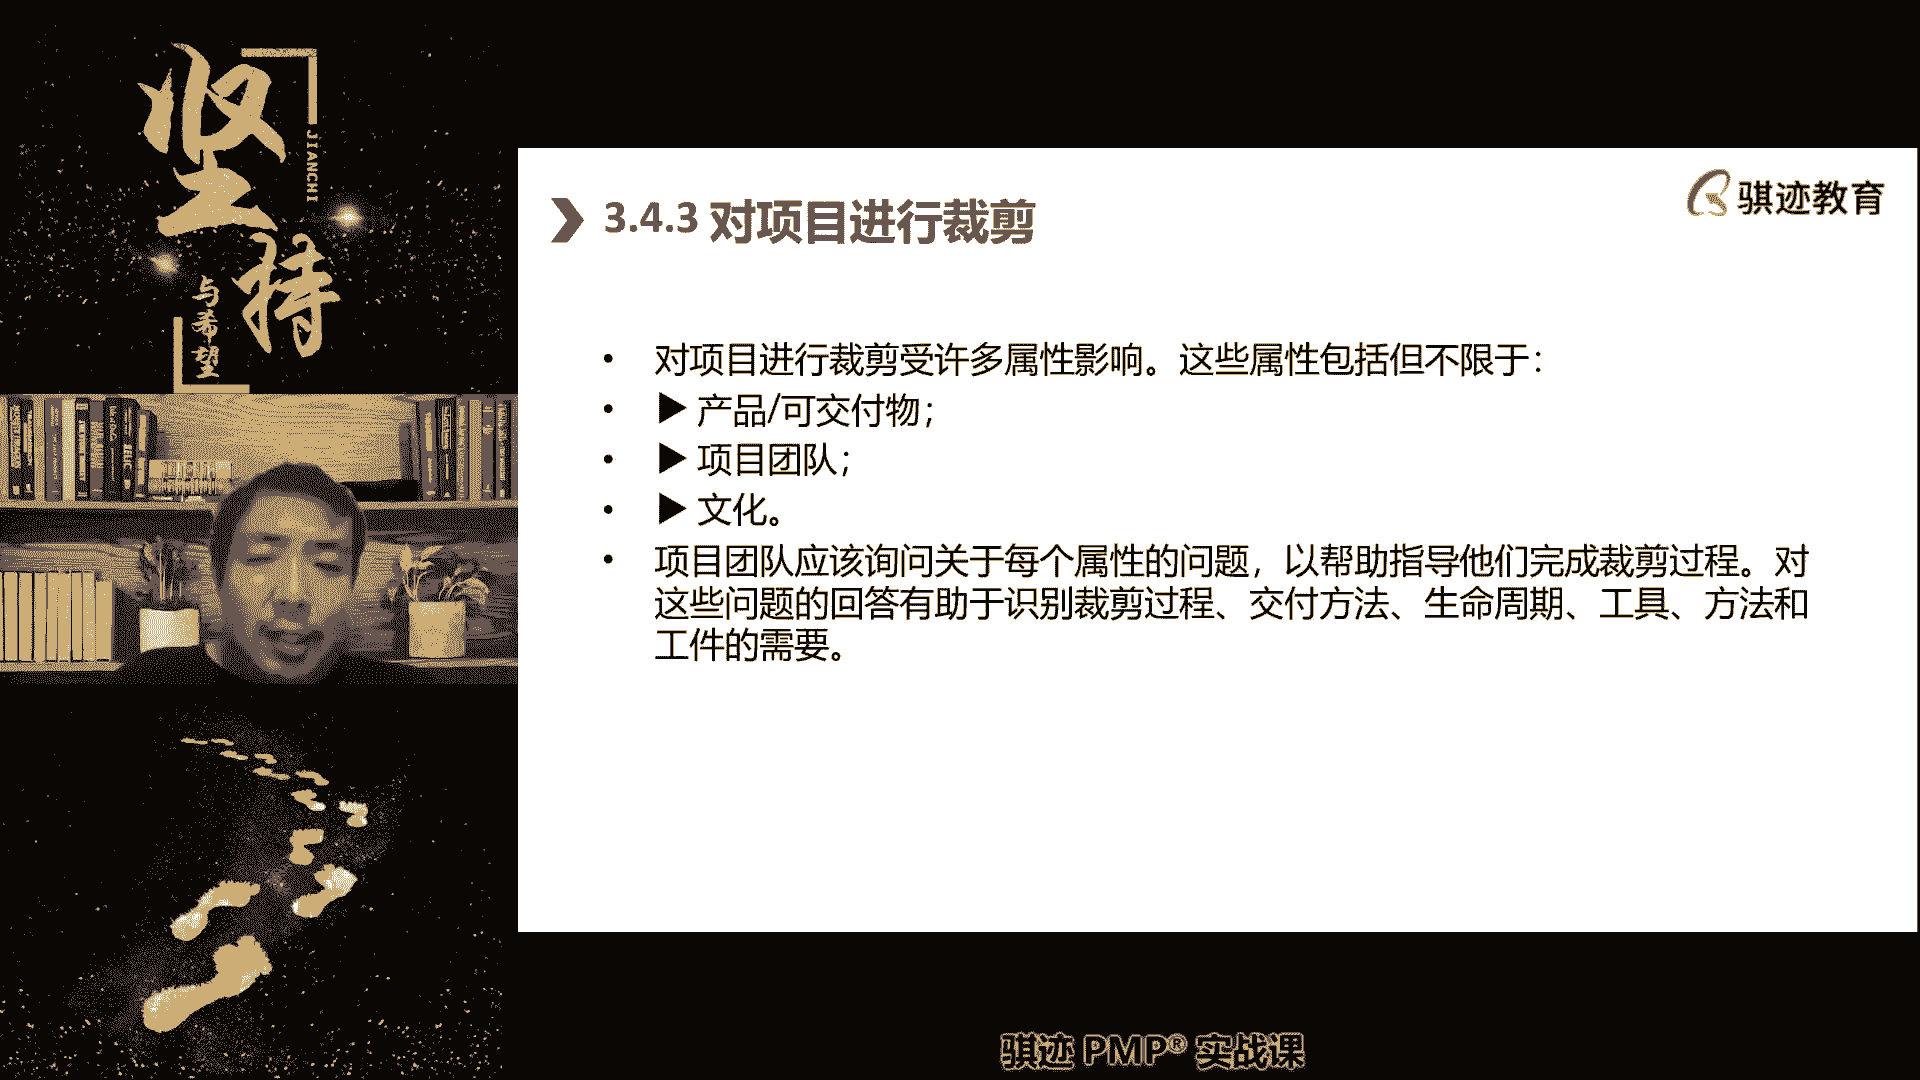 坚持
JIANCHI
与希望
骐迹教育
3.4.3 对项目进行裁剪
• 对项目进行裁剪受许多属性影响。这些属性包括但不限于：
• ▶ 产品/可交付物；
• ▶ 项目团队；
• ▶ 文化。
• 项目团队应该询问关于每个属性的问题，以帮助指导他们完成裁剪过程。对
这些问题的回答有助于识别裁剪过程、交付方法、生命周期、工具、方法和
工件的需要。
骐迹 PMP® 实战课